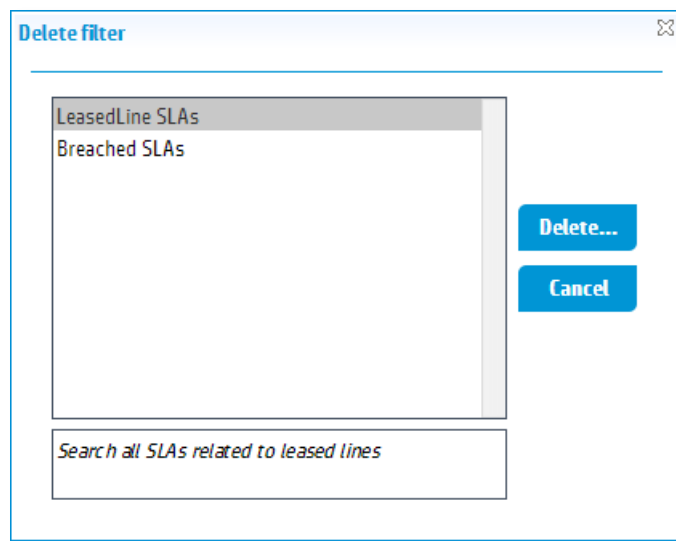 Delete filter
LeasedLine SLAs
Breached SLAs
Delete...
Cancel
Search all SLAs related to leased lines